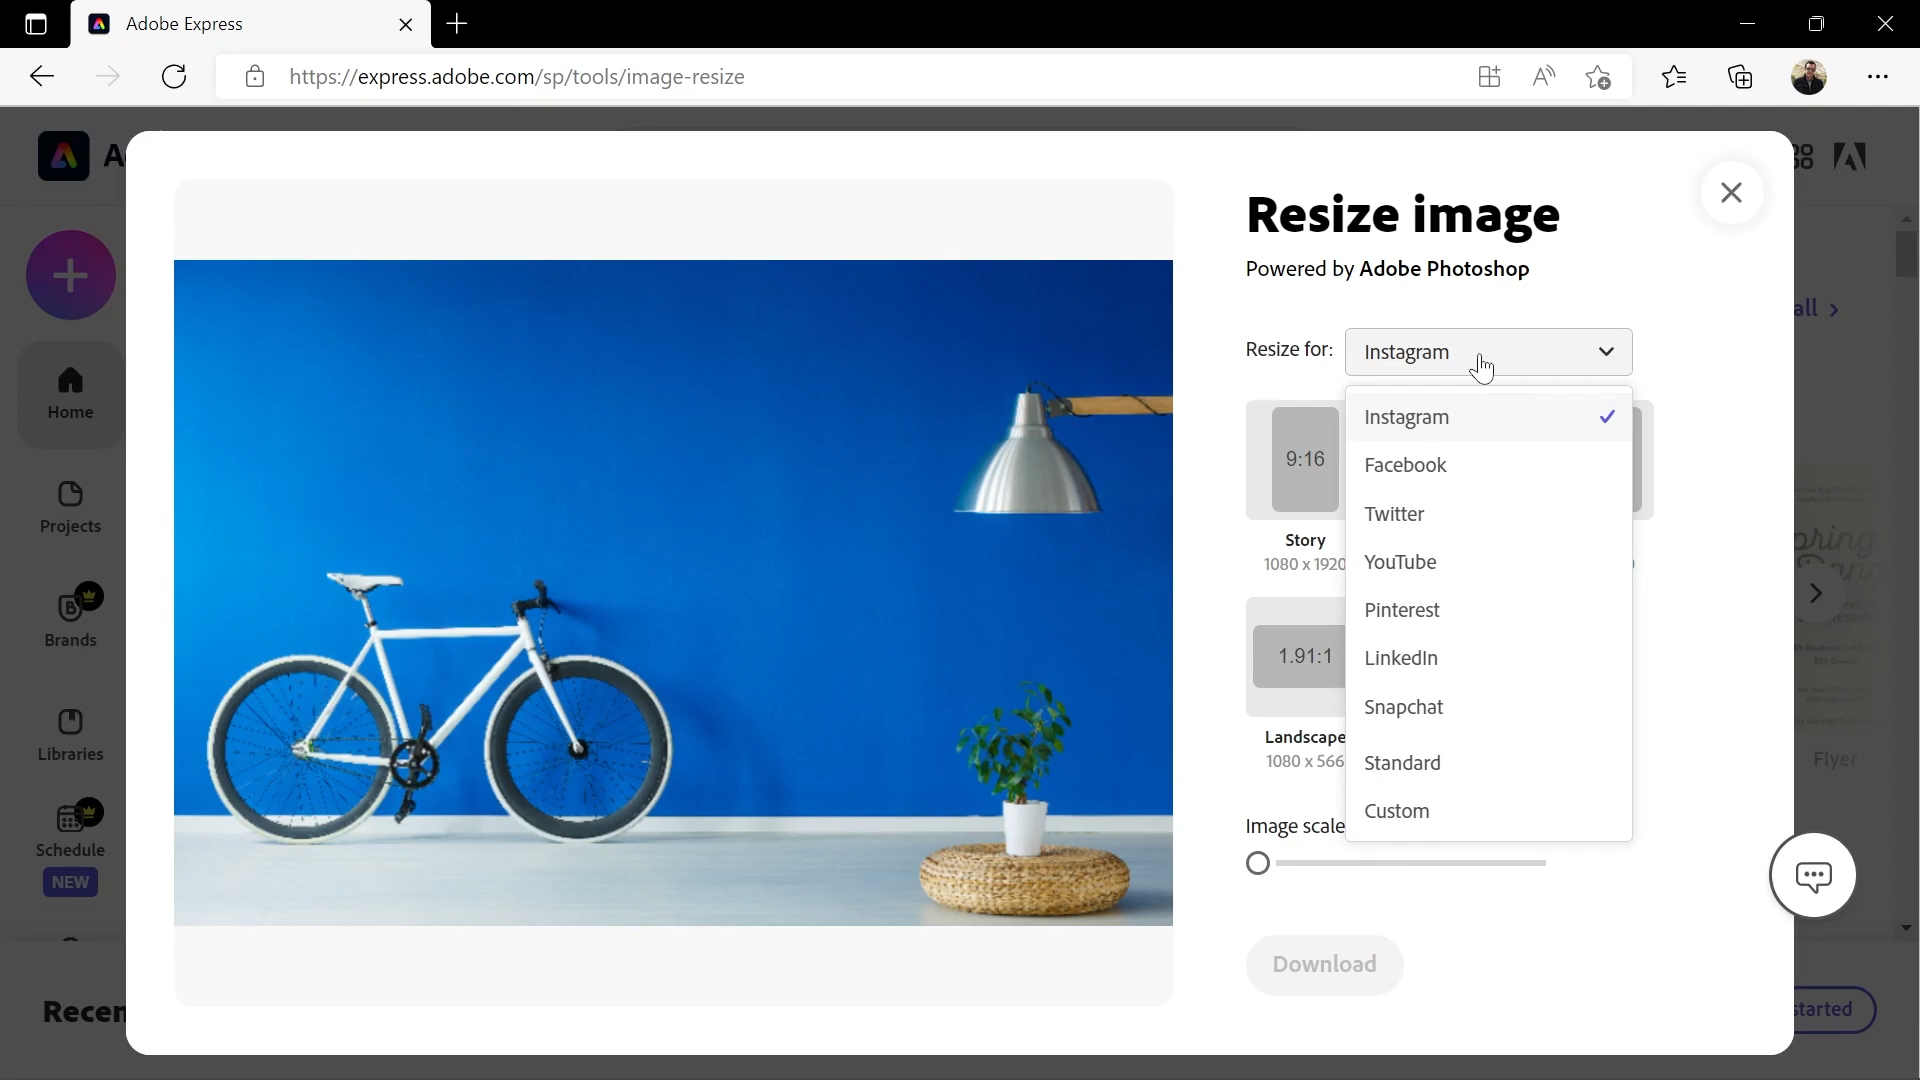 Adobe Express
https://express.adobe.com/sp/tools/image-resize
Resize image
Powered by Adobe Photoshop
all
Home
Projects
Brands
Libraries
Schedule
NEW
Resize for:
Instagram
Instagram
Facebook
Twitter
YouTube
Pinterest
LinkedIn
Snapchat
Standard
Custom
9:16
Story
1080 x 1920
1.91:1
Landscape
1080 x 566
Image scale
Download
Flyer
Recen
started